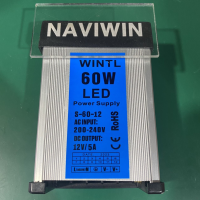 NAVIWIN
WINTL
60W
LED
Power Supply
S-60-12
AC INPUT:
200-240V
DC OUTPUT:
12V/5A
CE RoHS